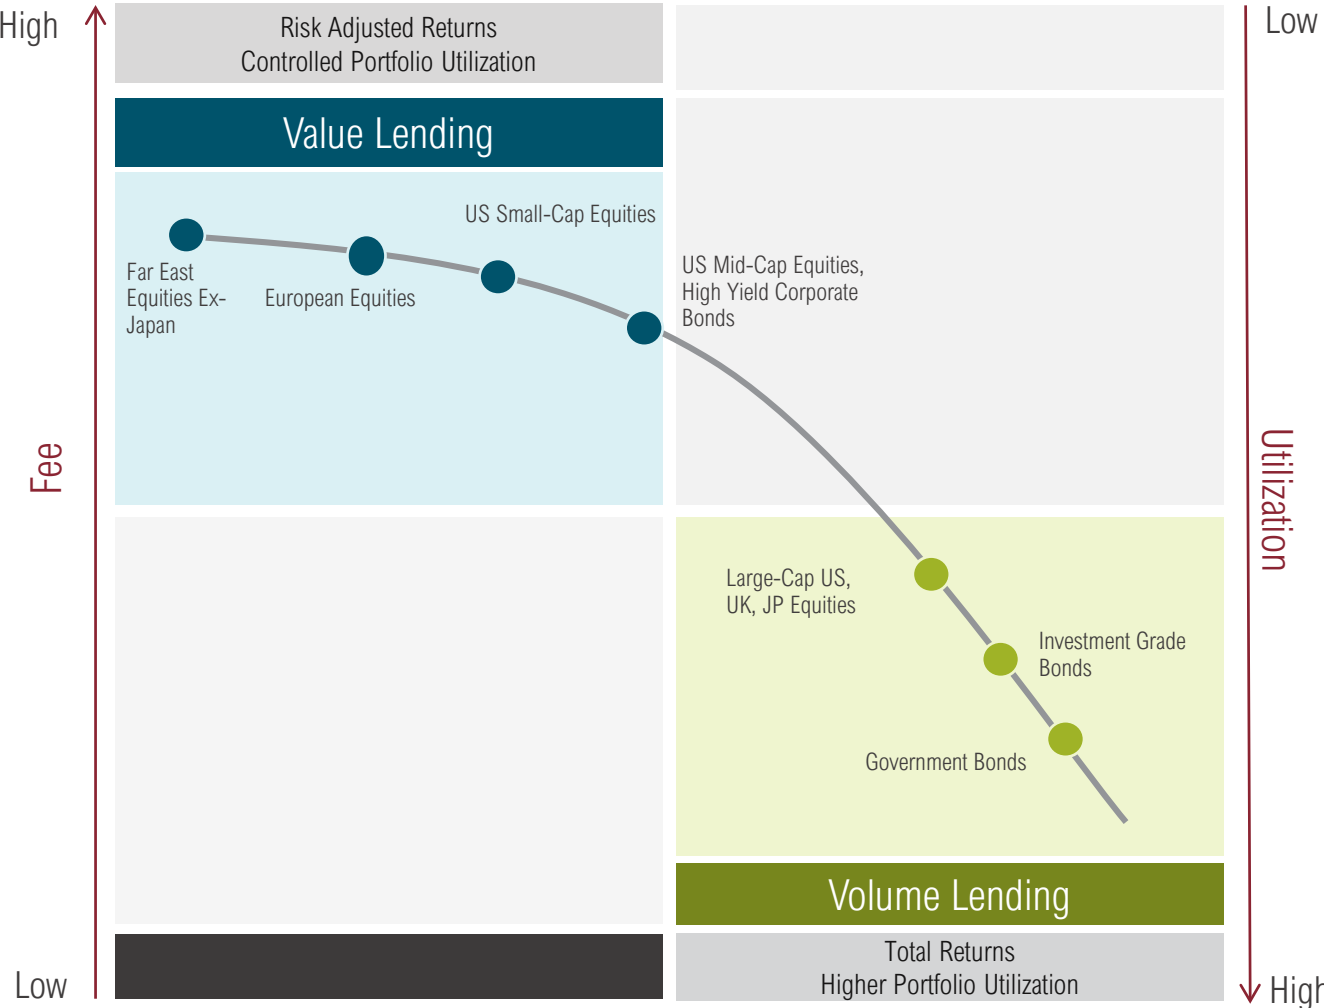 High
Risk Adjusted Returns
Controlled Portfolio Utilization
Low
Value Lending
US Small-Cap Equities
Far East
Equities Ex-
Japan
European Equities
US Mid-Cap Equities,
High Yield Corporate
Bonds
Fee
Utilization
Large-Cap US,
UK, JP Equities
Investment Grade
Bonds
Government Bonds
Volume Lending
Total Returns
Higher Portfolio Utilization
Low
High